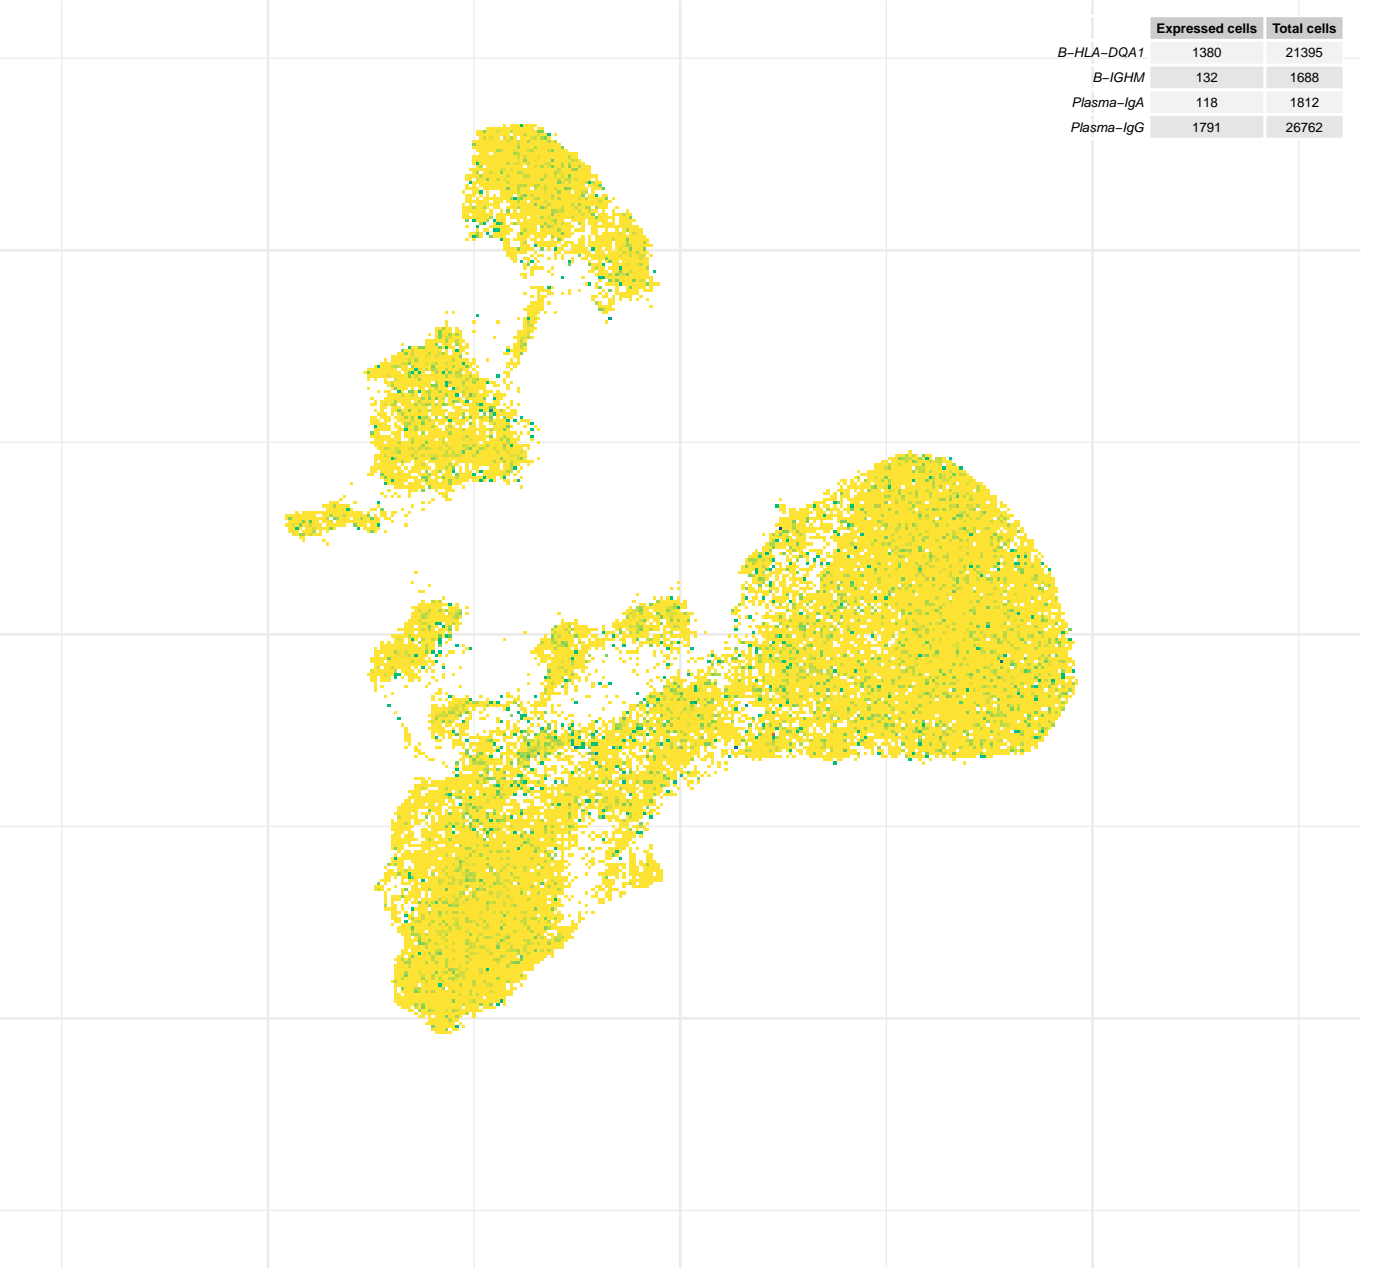 Expressed cells Total cells
B−HLA−DQA1 1380 21395
B−IGHM 132 1688
Plasma−IgA 118 1812
Plasma−IgG 1791 26762